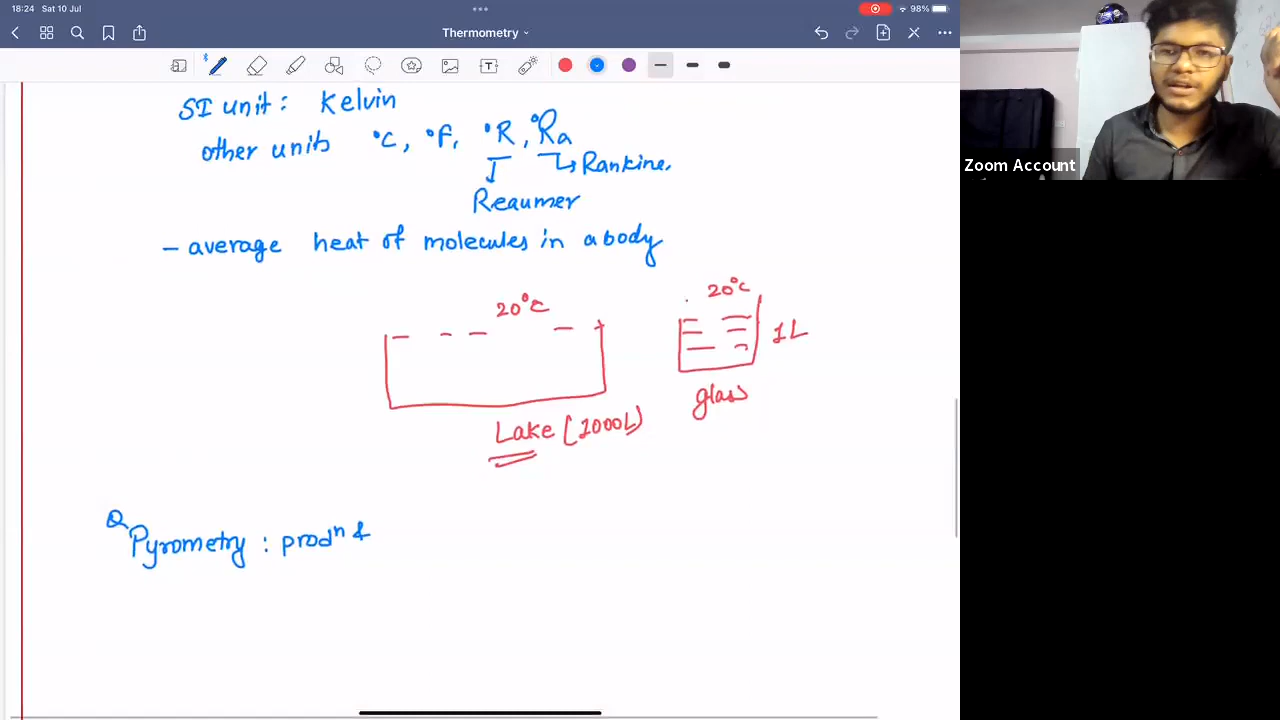 18:24 Sat 10 Jul
98%
Thermometry
SI unit : Kelvin
other units °C, °F, °R, °Ra
Rankine.
Reaumer
- average heat of molecules in a body
20°C
20°C
1L
glass
Lake (1000L)
Q
Pyrometry : prodⁿ &
Zoom Account